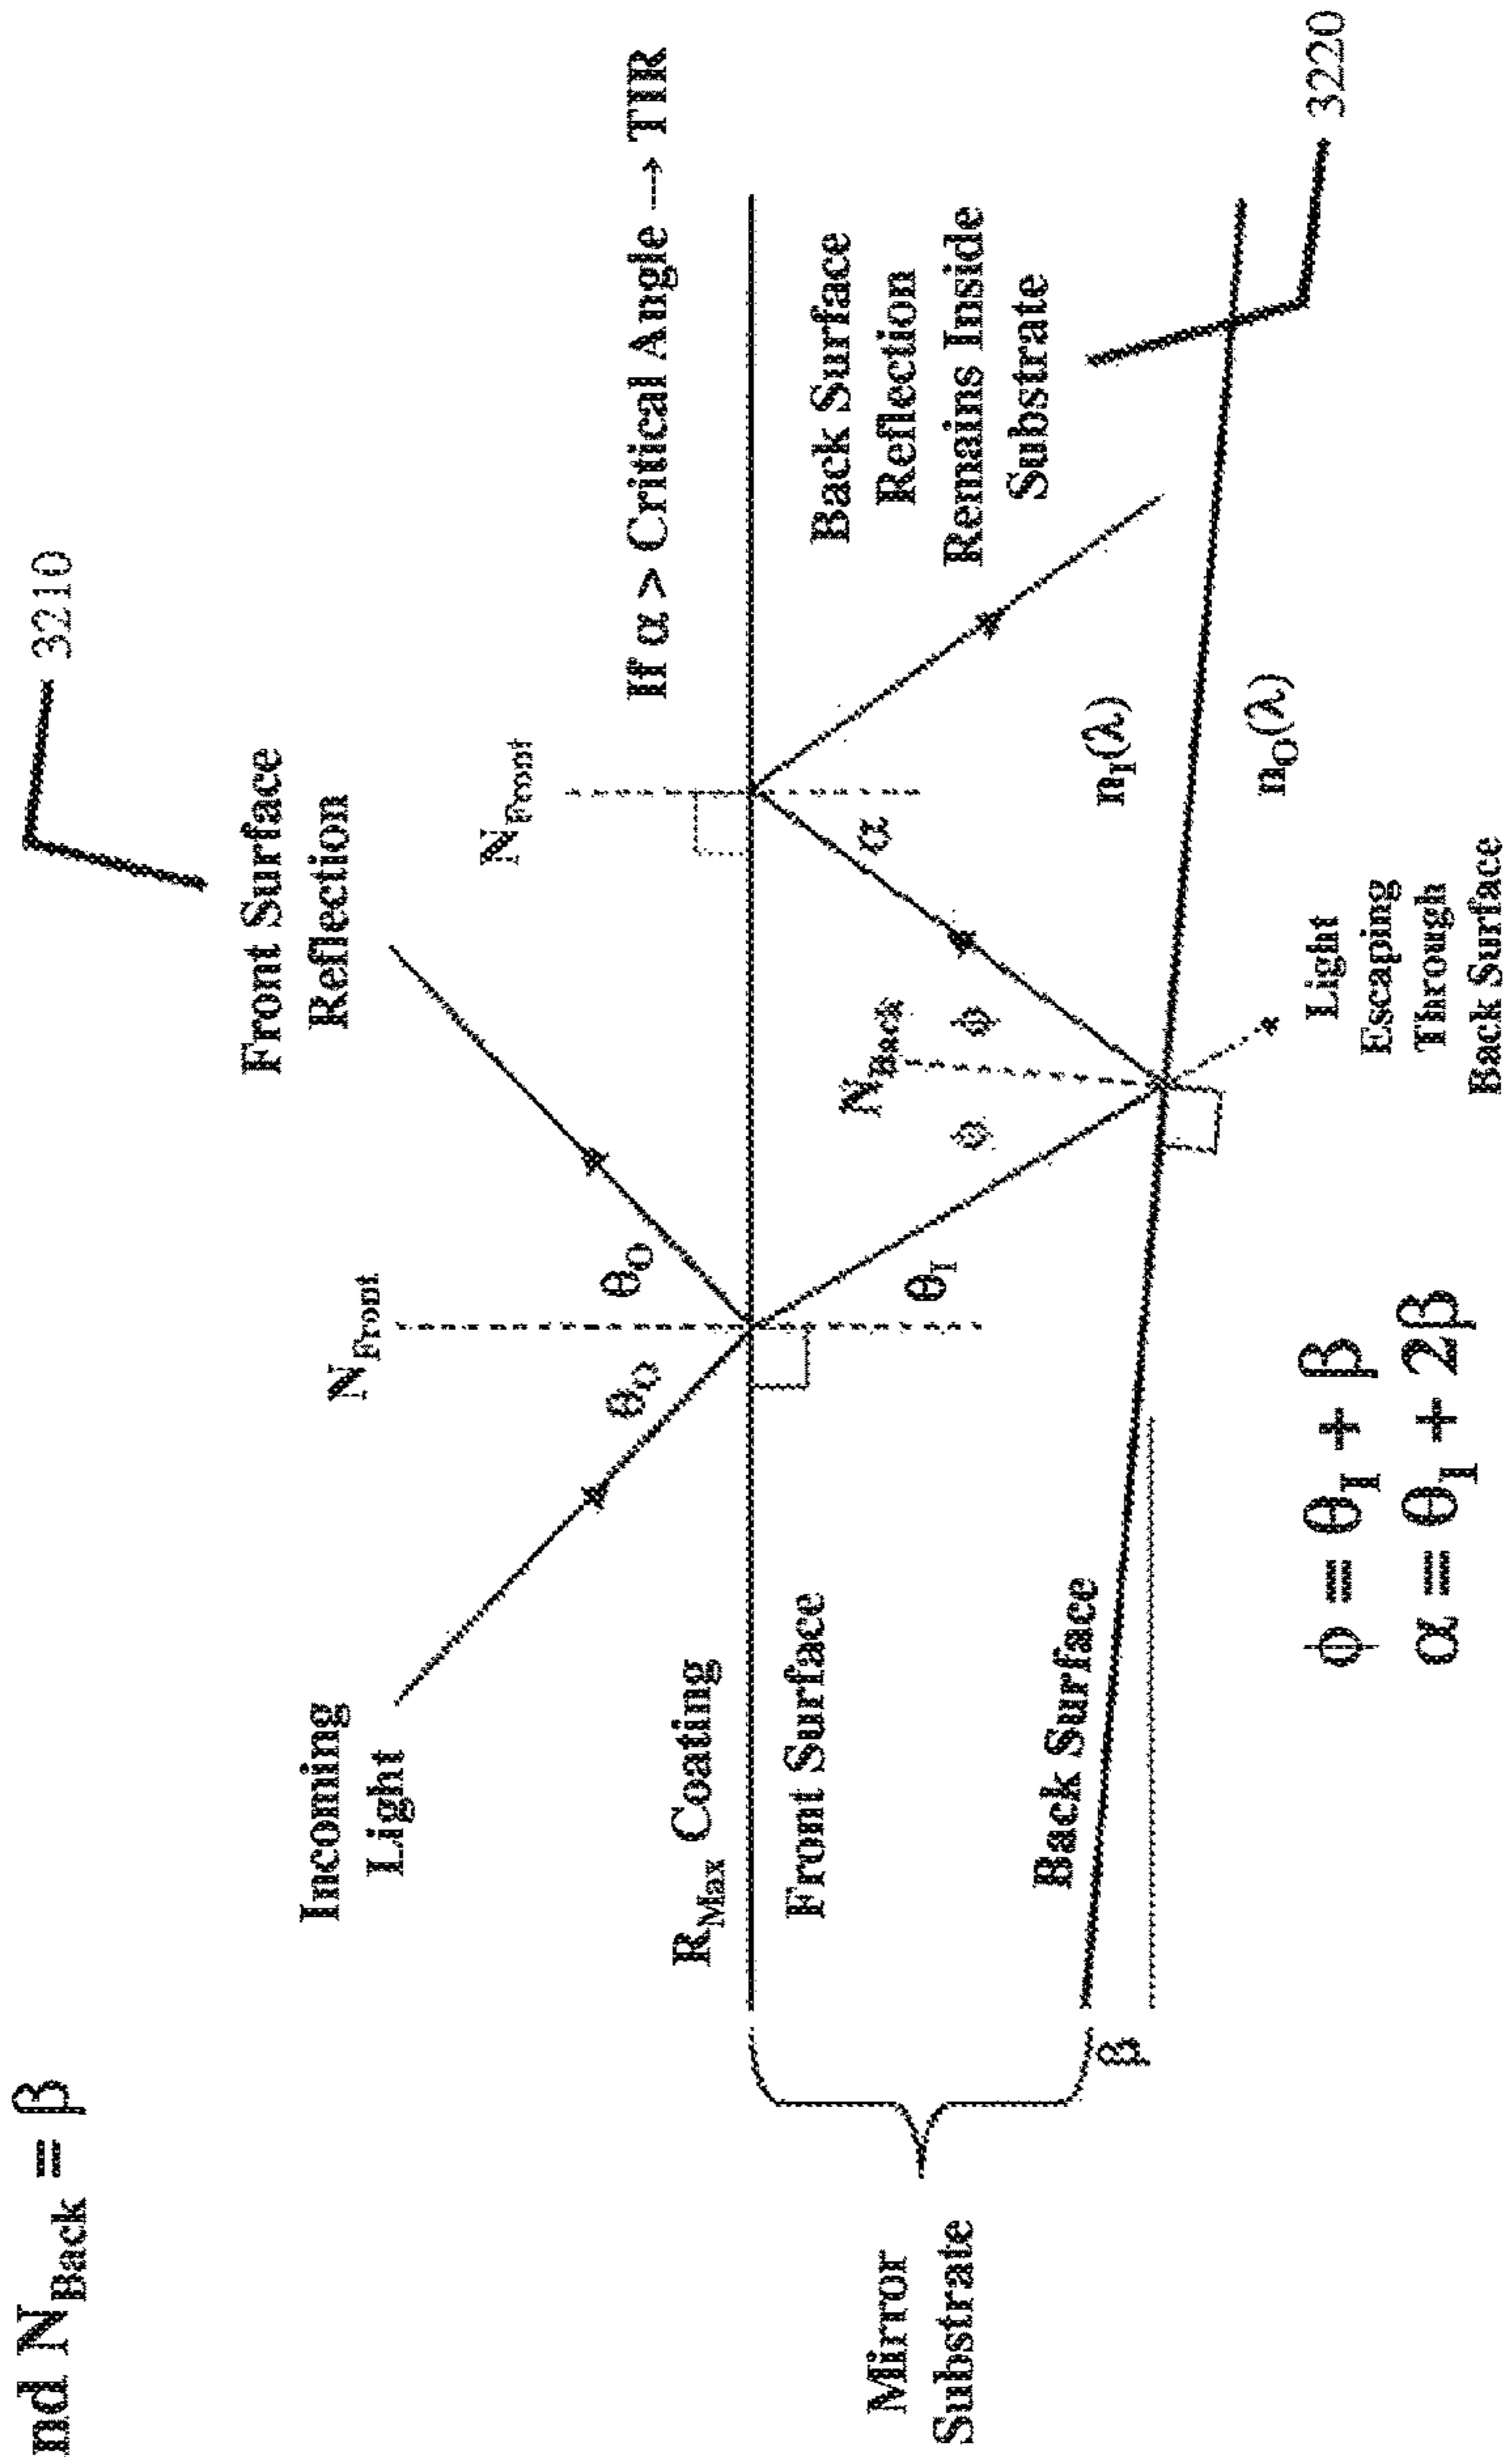 nd N_Back = β
3210
Front Surface
Reflection
Incoming
Light
N_Front
θ_O
θ_O
N_Front
If α > Critical Angle → TIR
R_Max Coating
Front Surface
θ_I
N_Back
ϕ
ϕ
α
Back Surface
Reflection
Remains Inside
Substrate
Mirror
Substrate
Back Surface
β
n_I(λ)
n_O(λ)
3220
Light
Escaping
Through
Back Surface
ϕ = θ_I + β
α = θ_I + 2β